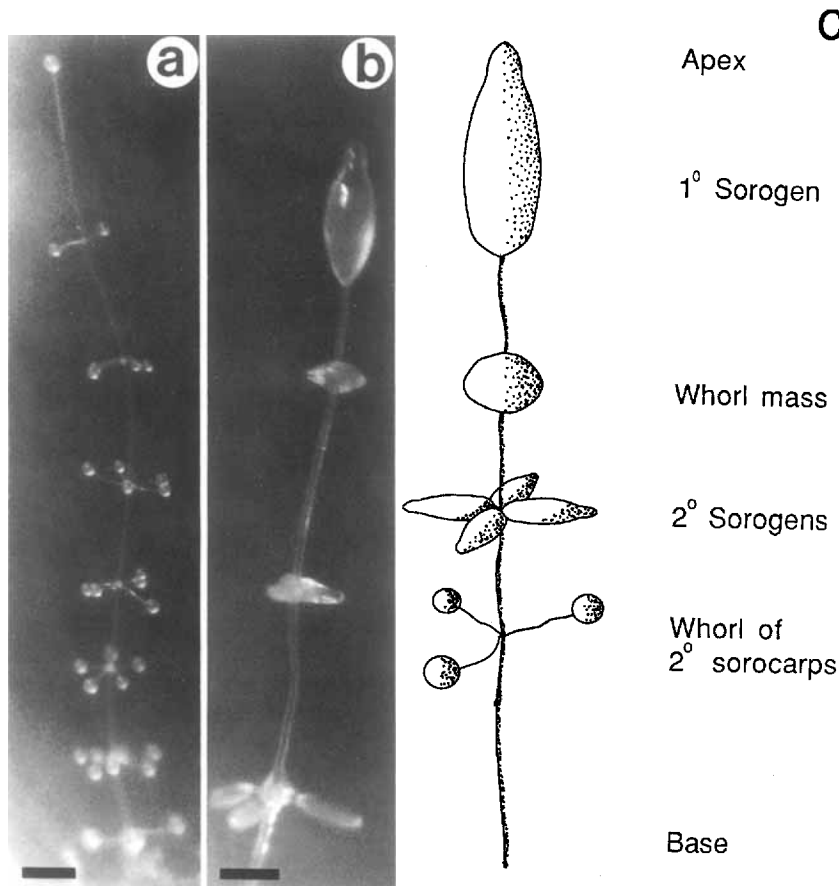 a
b
C
Apex
1° Sorogen
Whorl mass
2° Sorogens
Whorl of
2° sorocarps
Base